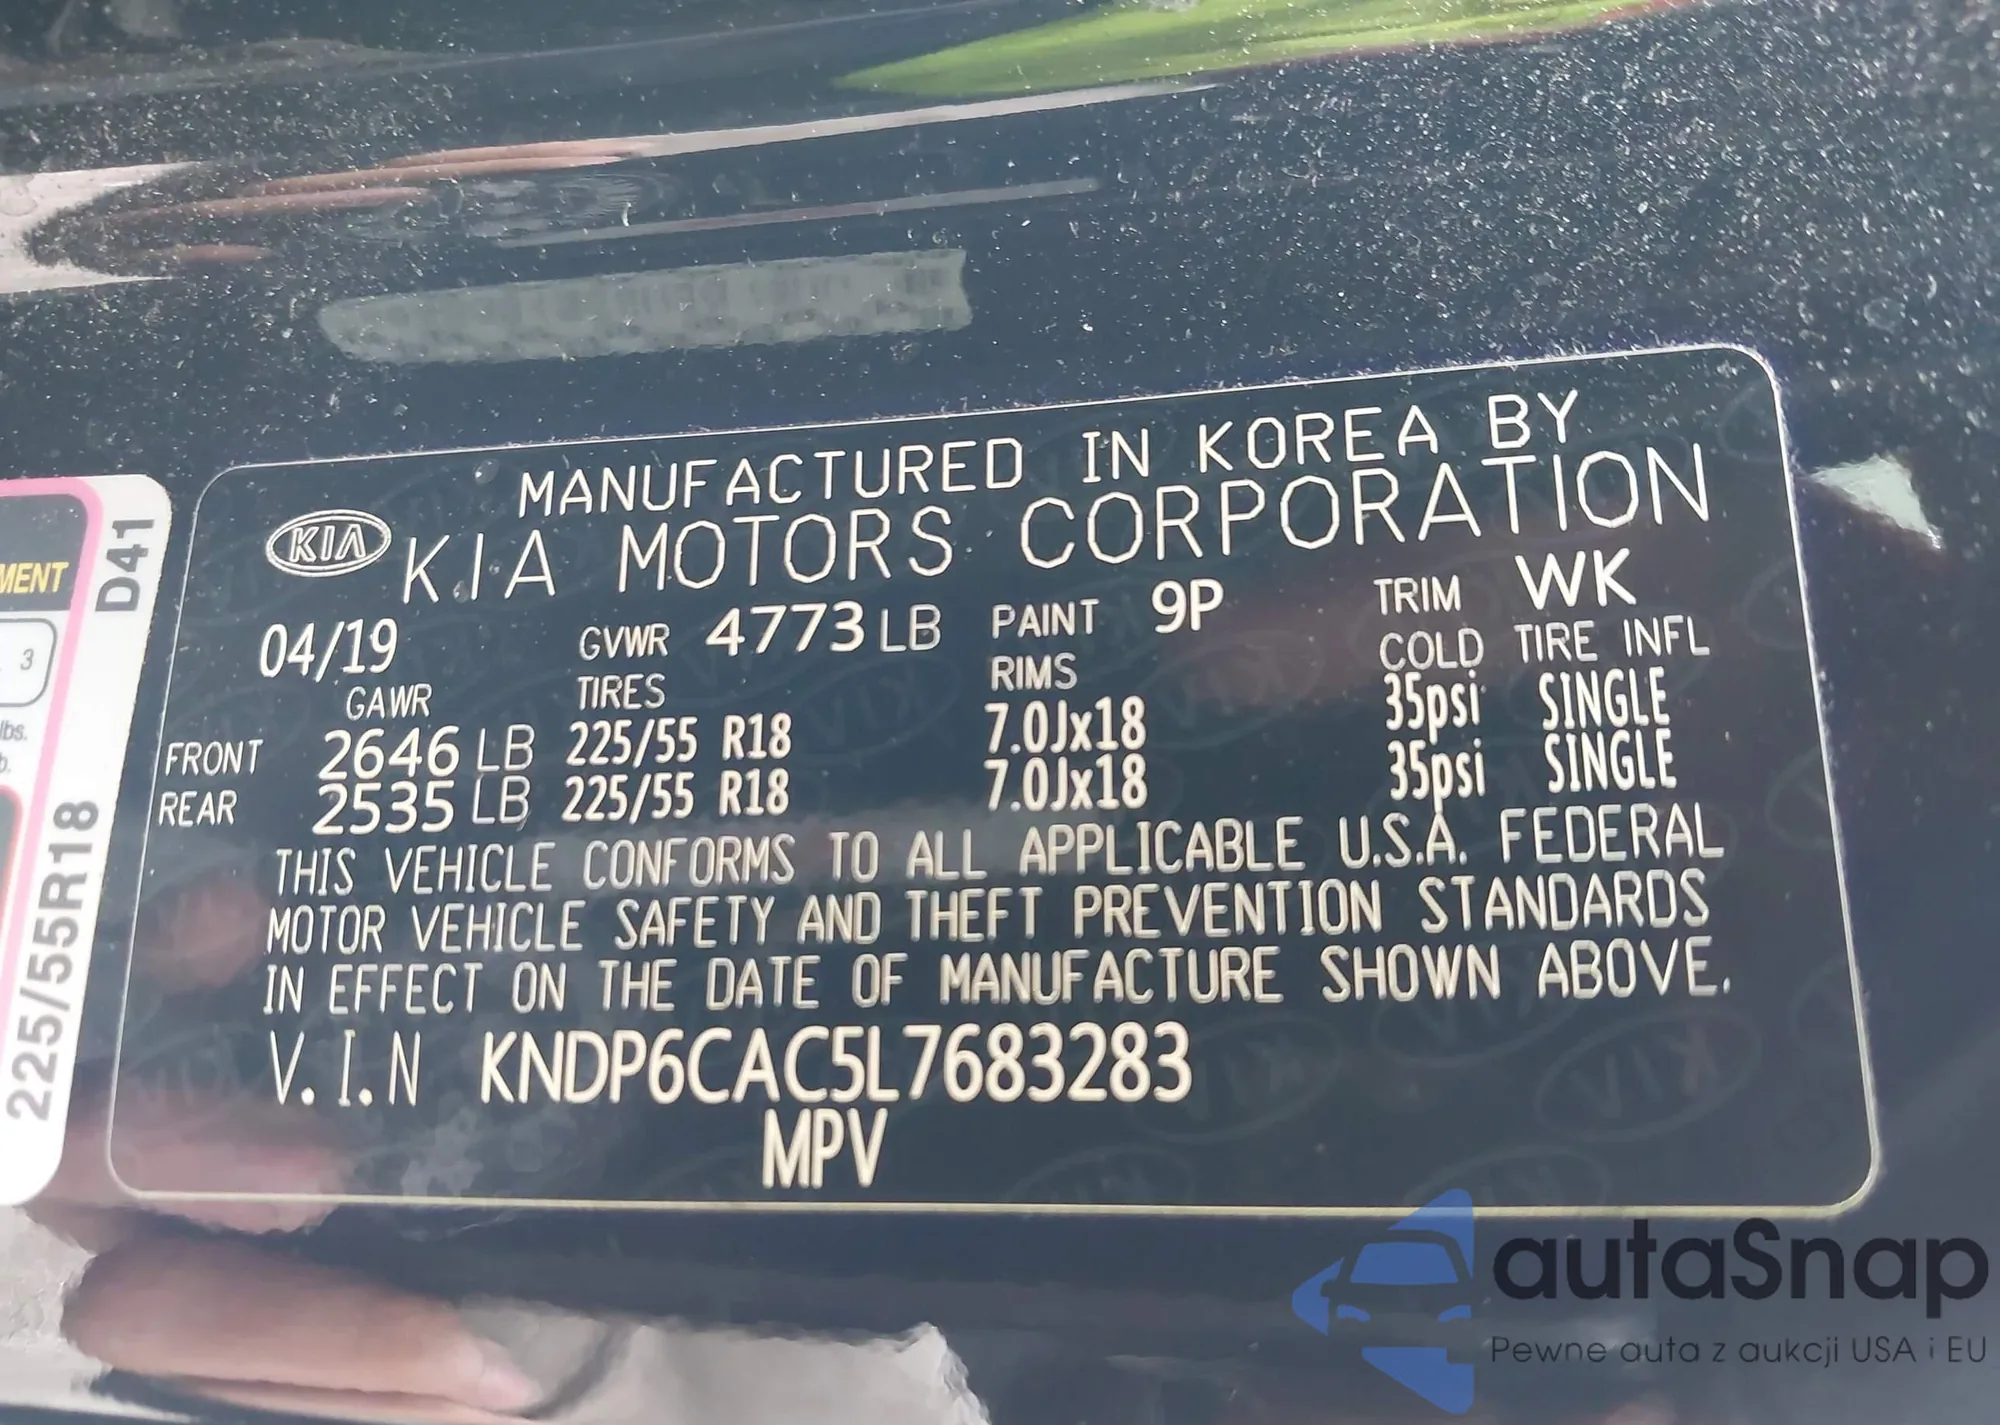 MANUFACTURED IN KOREA BY
KIA KIA MOTORS CORPORATION
04/19 GVWR 4773 LB PAINT 9P TRIM WK
GAWR TIRES RIMS COLD TIRE INFL
FRONT 2646 LB 225/55 R18 7.0Jx18 35psi SINGLE
REAR 2535 LB 225/55 R18 7.0Jx18 35psi SINGLE
THIS VEHICLE CONFORMS TO ALL APPLICABLE U.S.A. FEDERAL
MOTOR VEHICLE SAFETY AND THEFT PREVENTION STANDARDS
IN EFFECT ON THE DATE OF MANUFACTURE SHOWN ABOVE.
V.I.N KNDP6CAC5L7683283
MPV
D41
225/55R18
MENT
3
lbs.
b.
autaSnap
Pewne auta z aukcji USA i EU